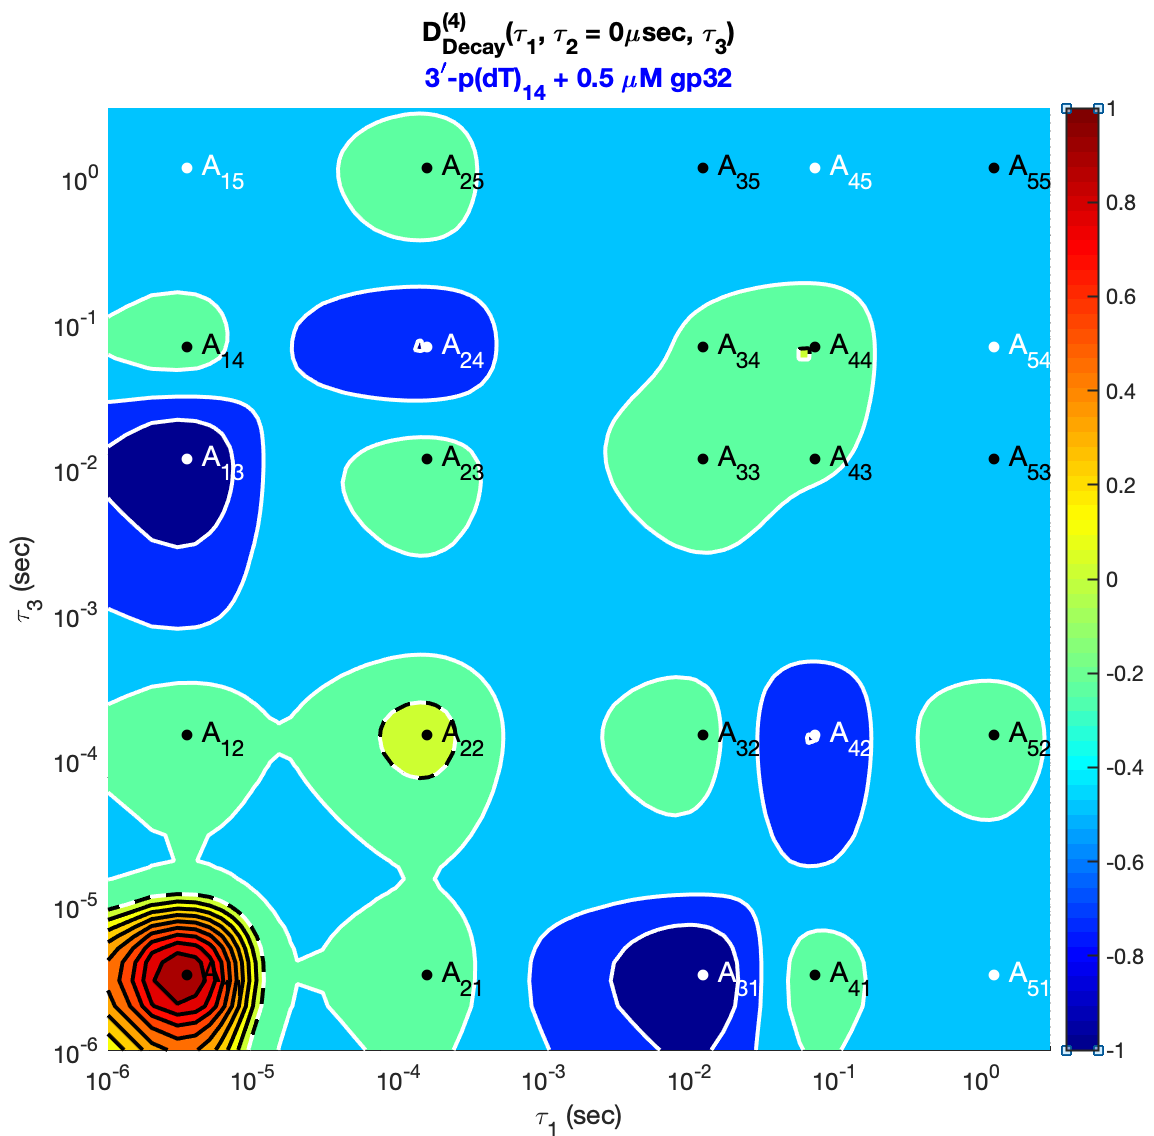 D^(4)_Decay(τ1, τ2 = 0μsec, τ3)
3′-p(dT)14 + 0.5 μM gp32
A15 A25 A35 A45 A55
A14 A24 A34 A44 A54
A13 A23 A33 A43 A53
A12 A22 A32 A42 A52
A A21 A31 A41 A51
10^0
10^-1
10^-2
10^-3
10^-4
10^-5
10^-6
τ3 (sec)
10^-6 10^-5 10^-4 10^-3 10^-2 10^-1 10^0
τ1 (sec)
1
0.8
0.6
0.4
0.2
0
-0.2
-0.4
-0.6
-0.8
-1